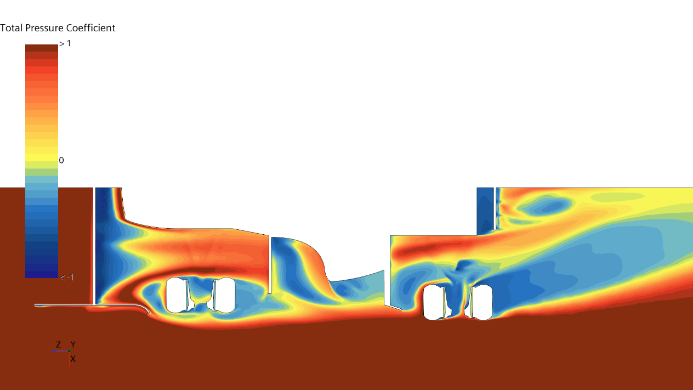 Total Pressure Coefficient
> 1
0
< -1
Z Y
X